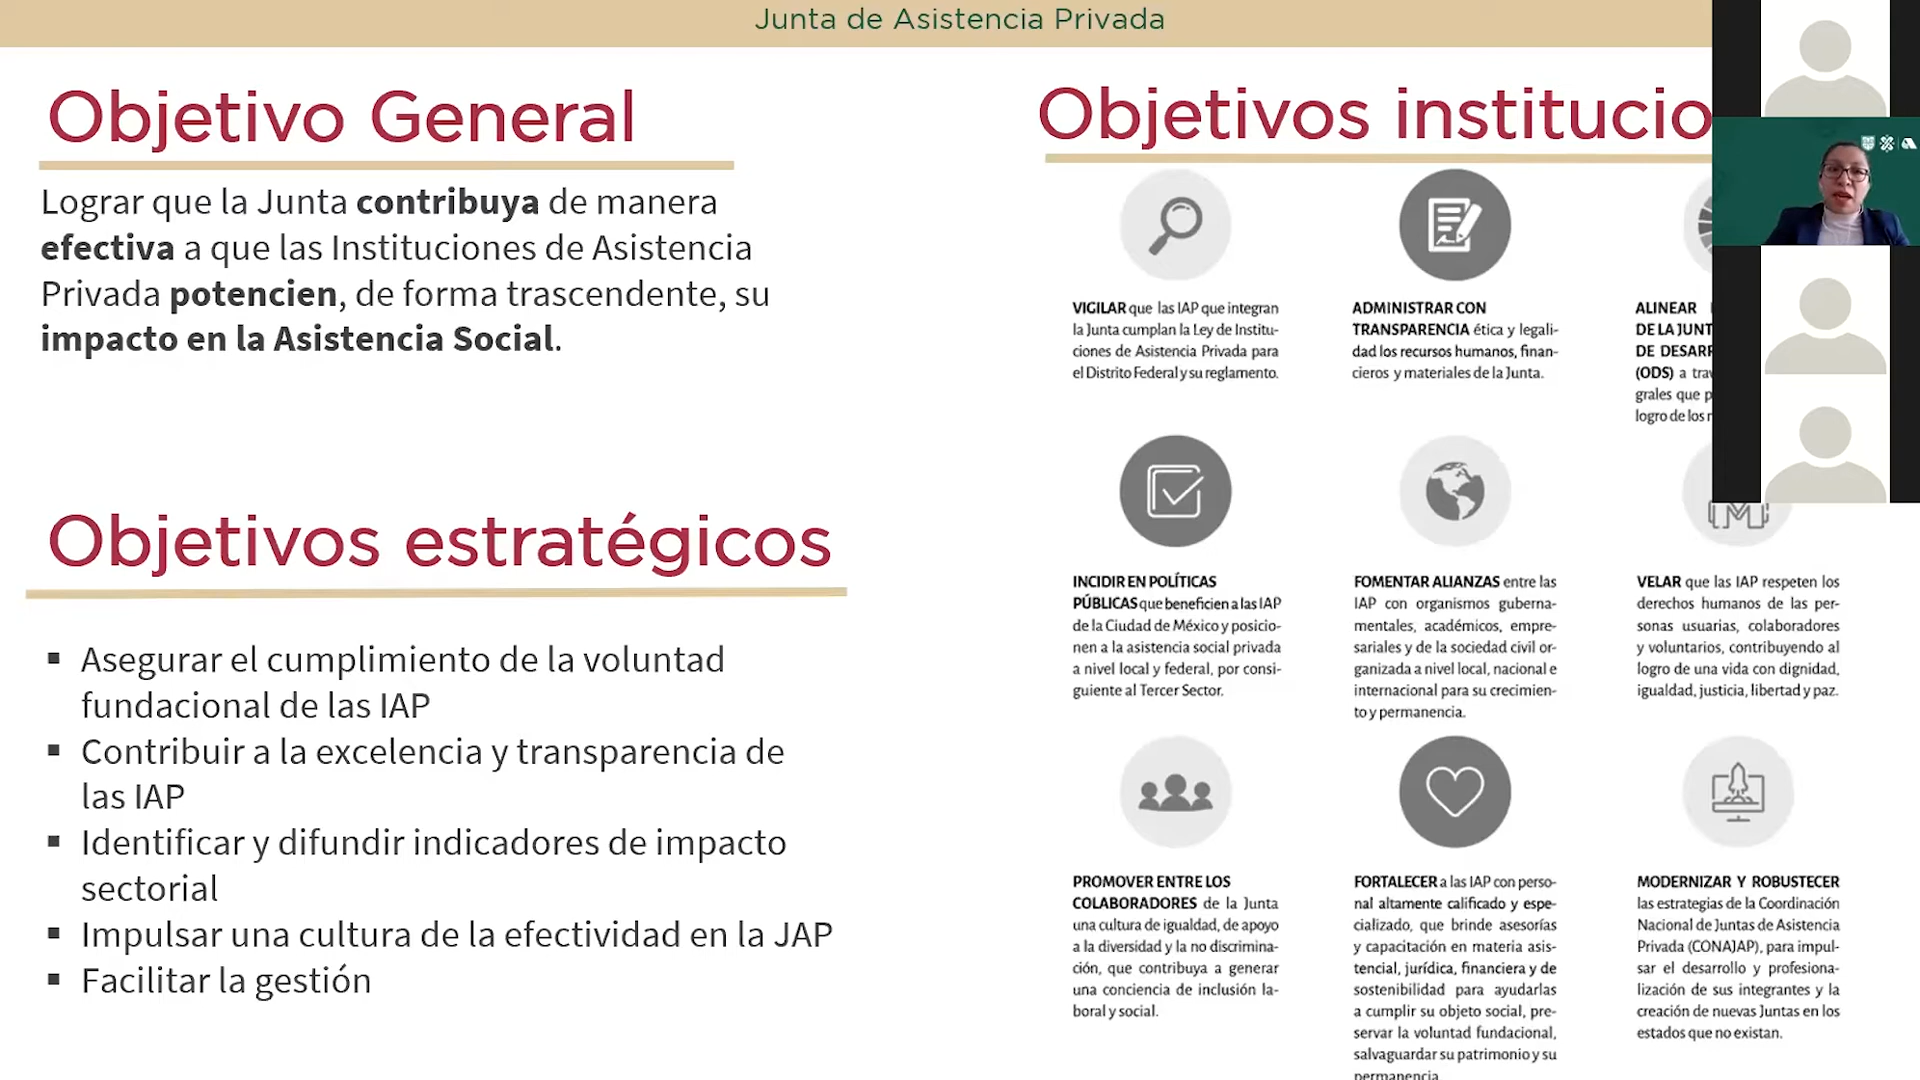 Junta de Asistencia Privada
Objetivo General
Lograr que la Junta contribuya de manera
efectiva a que las Instituciones de Asistencia
Privada potencien, de forma trascendente, su
impacto en la Asistencia Social.
Objetivos estratégicos
▪ Asegurar el cumplimiento de la voluntad
fundacional de las IAP
▪ Contribuir a la excelencia y transparencia de
las IAP
▪ Identificar y difundir indicadores de impacto
sectorial
▪ Impulsar una cultura de la efectividad en la JAP
▪ Facilitar la gestión
Objetivos institucio
VIGILAR que las IAP que integran
la Junta cumplan la Ley de Institu-
ciones de Asistencia Privada para
el Distrito Federal y su reglamento.
ADMINISTRAR CON
TRANSPARENCIA ética y legali-
dad los recursos humanos, finan-
cieros y materiales de la Junta.
ALINEAR
DE LA JUNT
DE DESAR
(ODS) a tra
grales que p
logro de los
INCIDIR EN POLÍTICAS
PÚBLICAS que beneficien a las IAP
de la Ciudad de México y posicio-
nen a la asistencia social privada
a nivel local y federal, por consi-
guiente al Tercer Sector.
FOMENTAR ALIANZAS entre las
IAP con organismos guberna-
mentales, académicos, empre-
sariales y de la sociedad civil or-
ganizada a nivel local, nacional e
internacional para su crecimien-
to y permanencia.
VELAR que las IAP respeten los
derechos humanos de las per-
sonas usuarias, colaboradores
y voluntarios, contribuyendo al
logro de una vida con dignidad,
igualdad, justicia, libertad y paz.
PROMOVER ENTRE LOS
COLABORADORES de la Junta
una cultura de igualdad, de apoyo
a la diversidad y la no discrimina-
ción, que contribuya a generar
una conciencia de inclusión la-
boral y social.
FORTALECER a las IAP con perso-
nal altamente calificado y espe-
cializado, que brinde asesorías
y capacitación en materia asis-
tencial, jurídica, financiera y de
sostenibilidad para ayudarlas
a cumplir su objeto social, pre-
servar la voluntad fundacional,
salvaguardar su patrimonio y su
permanencia
MODERNIZAR Y ROBUSTECER
las estrategias de la Coordinación
Nacional de Juntas de Asistencia
Privada (CONAJAP), para impul-
sar el desarrollo y profesiona-
lización de sus integrantes y la
creación de nuevas Juntas en los
estados que no existan.